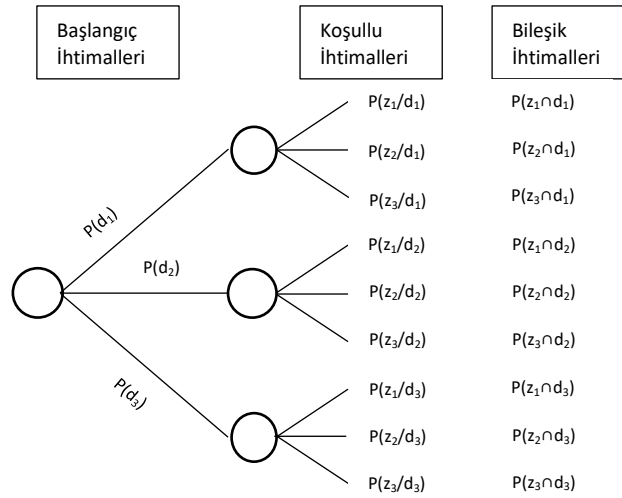 Başlangıç
İhtimalleri
Koşullu
İhtimalleri
Bileşik
İhtimalleri
P(z₁/d₁) P(z₁∩d₁)
P(z₂/d₁) P(z₂∩d₁)
P(z₃/d₁) P(z₃∩d₁)
P(d₁)
P(z₁/d₂) P(z₁∩d₂)
P(d₂)
P(z₂/d₂) P(z₂∩d₂)
P(z₃/d₂) P(z₃∩d₂)
P(d₃)
P(z₁/d₃) P(z₁∩d₃)
P(z₂/d₃) P(z₂∩d₃)
P(z₃/d₃) P(z₃∩d₃)